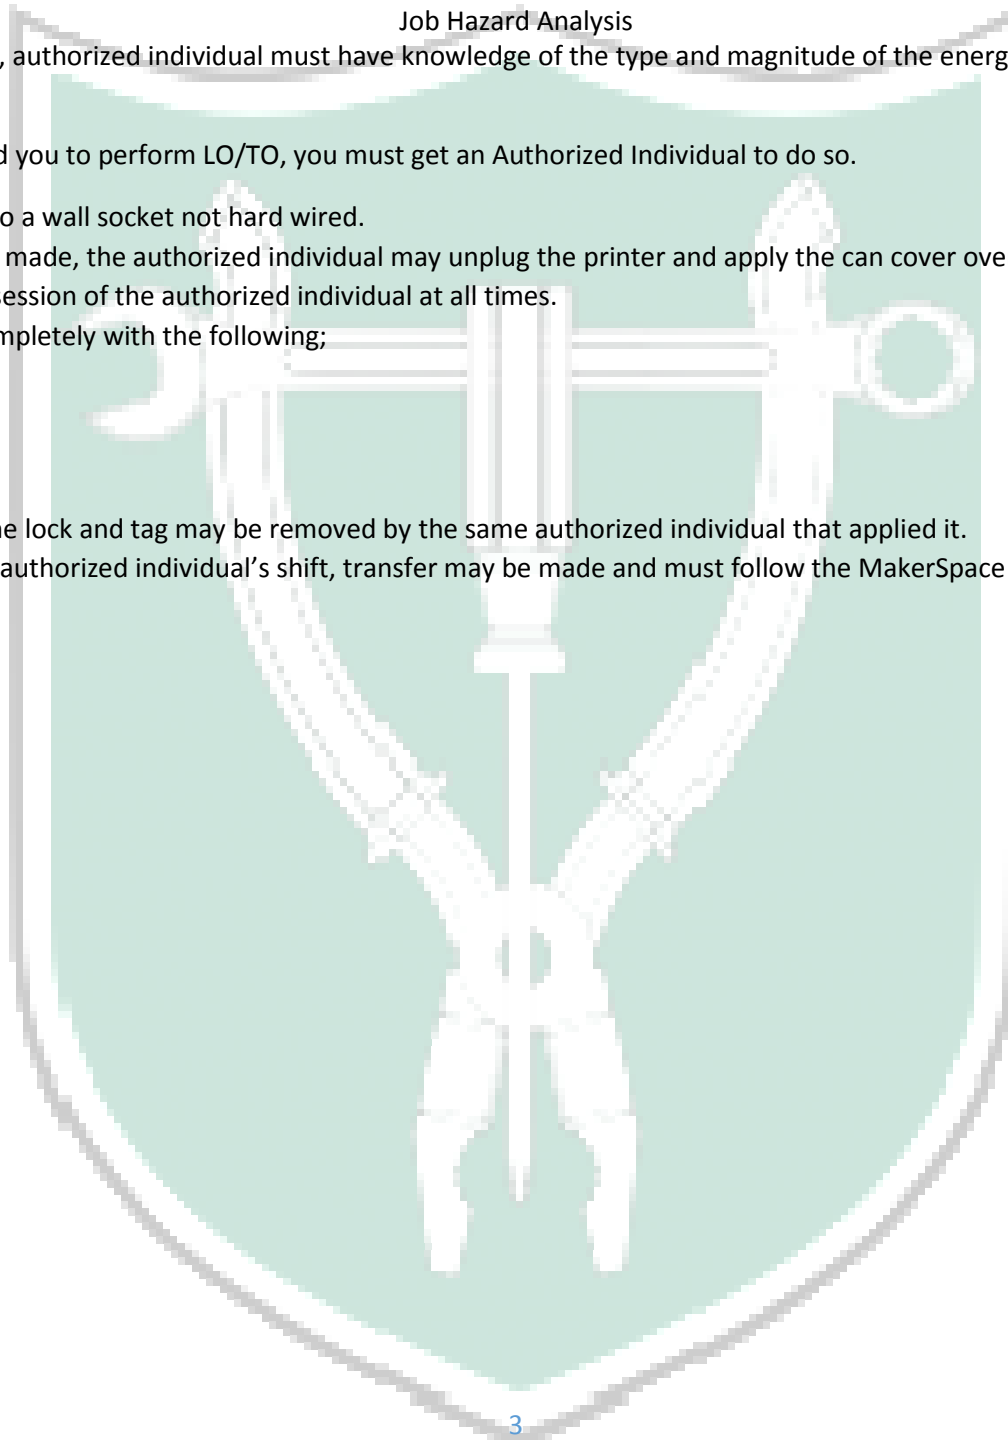 Job Hazard Analysis
, authorized individual must have knowledge of the type and magnitude of the energ
d you to perform LO/TO, you must get an Authorized Individual to do so.
o a wall socket not hard wired.
made, the authorized individual may unplug the printer and apply the can cover ove
session of the authorized individual at all times.
mpletely with the following;
ne lock and tag may be removed by the same authorized individual that applied it.
authorized individual’s shift, transfer may be made and must follow the MakerSpace
3